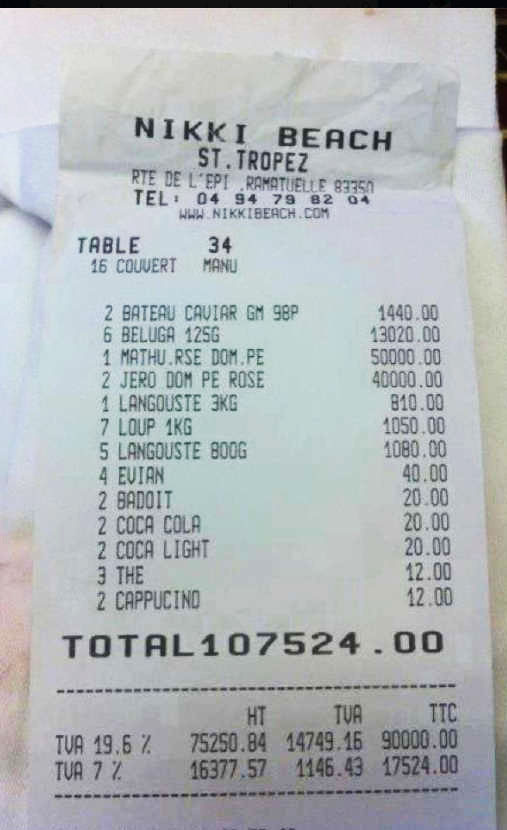 NIKKI BEACH
ST.TROPEZ
RTE DE L'EPI .RAMATUELLE 83350
TEL: 04 94 79 82 04
WWW.NIKKIBEACH.COM
TABLE 34
16 COUVERT MANU
2 BATEAU CAVIAR GM 98P 1440.00
6 BELUGA 125G 13020.00
1 MATHU.RSE DOM.PE 50000.00
2 JERO DOM PE ROSE 40000.00
1 LANGOUSTE 3KG 810.00
7 LOUP 1KG 1050.00
5 LANGOUSTE 800G 1080.00
4 EVIAN 40.00
2 BADOIT 20.00
2 COCA COLA 20.00
2 COCA LIGHT 20.00
3 THE 12.00
2 CAPPUCINO 12.00
TOTAL107524.00
HT TVA TTC
TVA 19.6 % 75250.84 14749.16 90000.00
TVA 7 % 16377.57 1146.43 17524.00